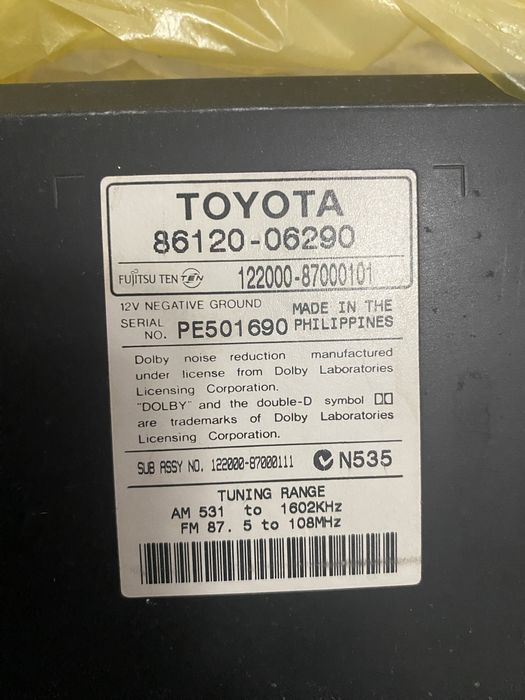 TOYOTA
86120-06290
FUJITSU TEN TEN 122000-87000101
12V NEGATIVE GROUND MADE IN THE
SERIAL NO. PE501690 PHILIPPINES
Dolby noise reduction manufactured
under license from Dolby Laboratories
Licensing Corporation.
"DOLBY" and the double-D symbol
are trademarks of Dolby Laboratories
Licensing Corporation.
SUB ASSY NO. 122000-87000111 N535
TUNING RANGE
AM 531 to 1602KHz
FM 87. 5 to 108MHz